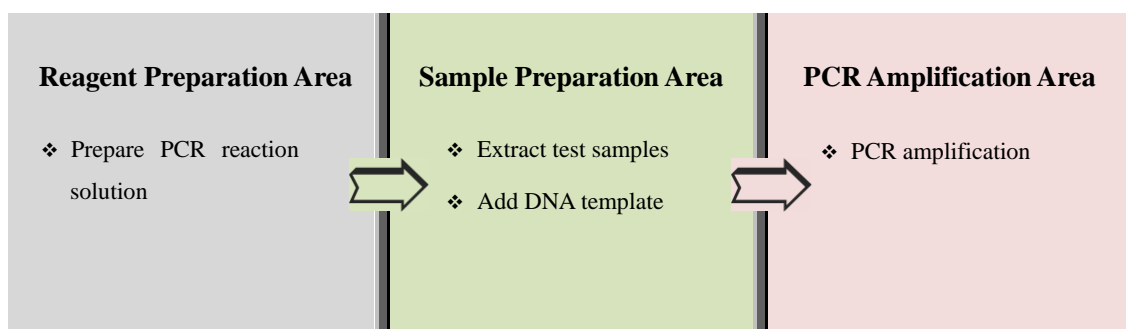 Reagent Preparation Area
❖ Prepare PCR reaction
solution
Sample Preparation Area
❖ Extract test samples
❖ Add DNA template
PCR Amplification Area
❖ PCR amplification